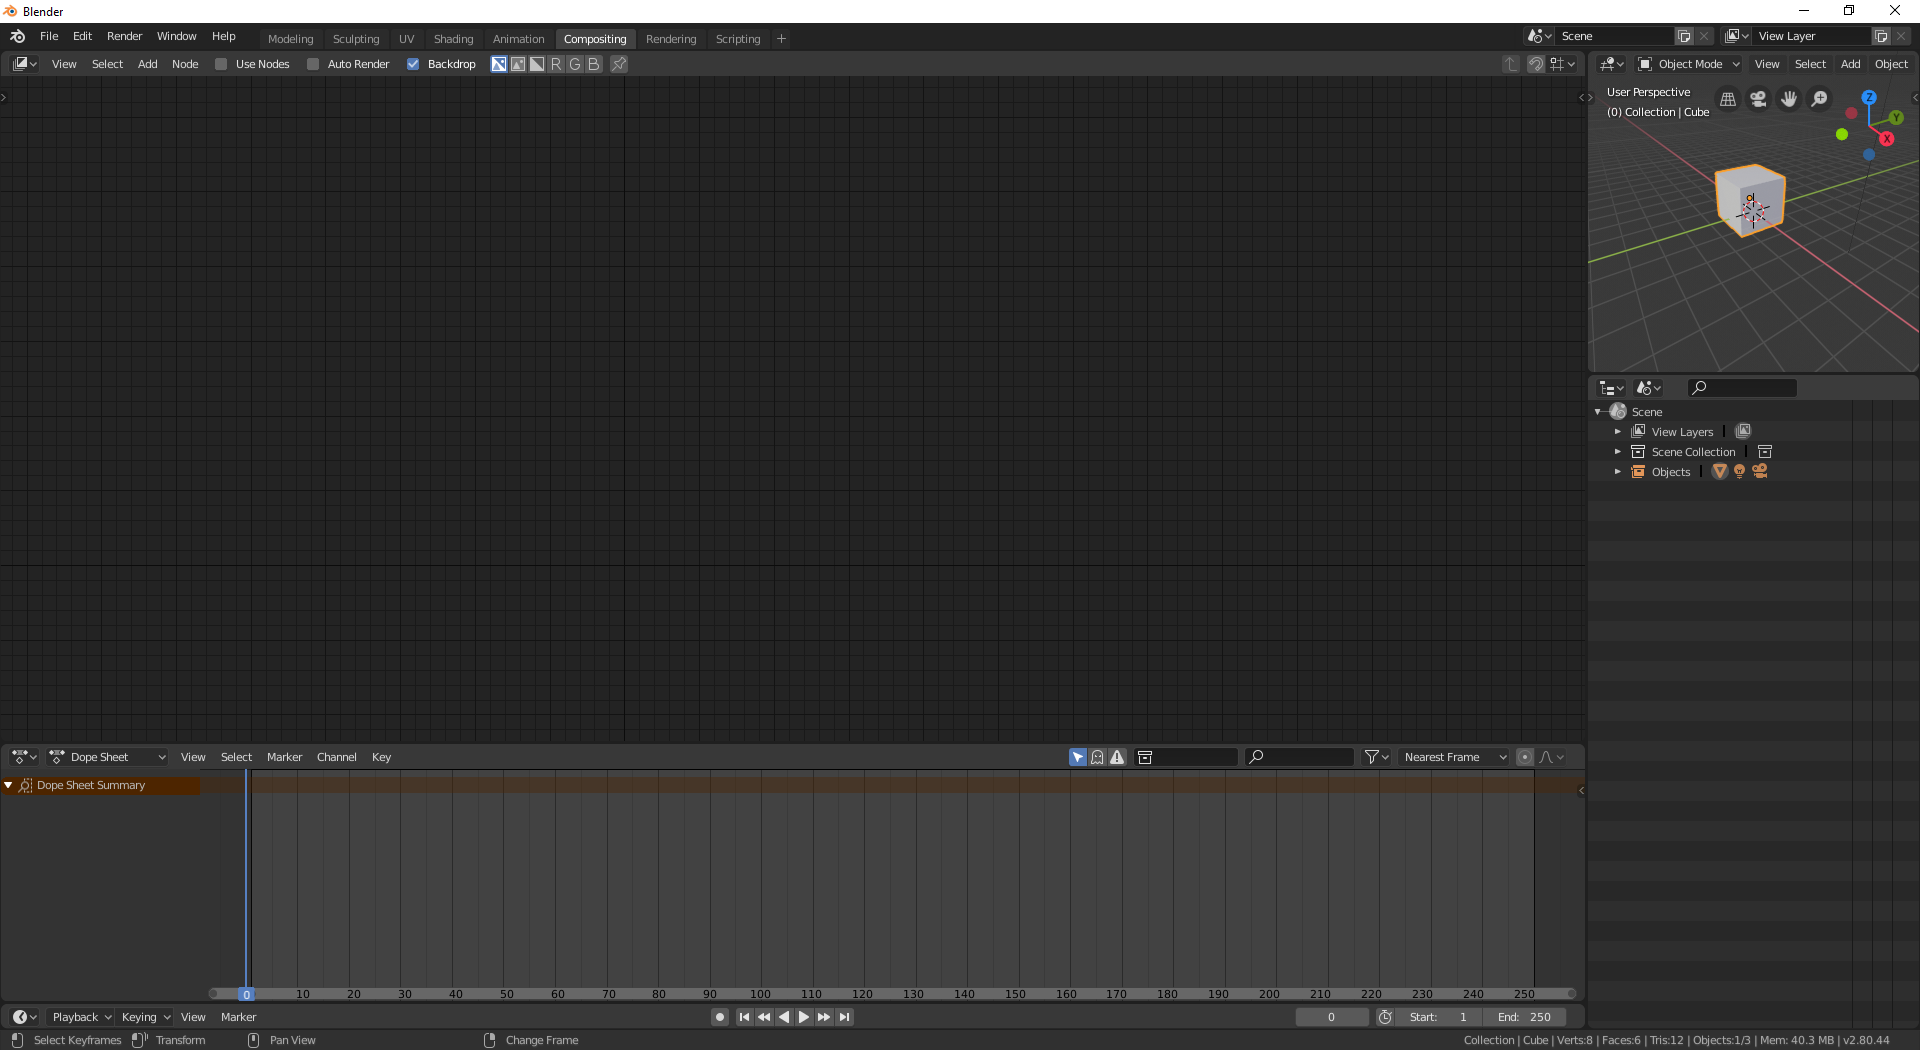 Blender
File Edit Render Window Help Modeling Sculpting UV Shading Animation Compositing Rendering Scripting + Scene View Layer
View Select Add Node Use Nodes Auto Render Backdrop R G B Object Mode View Select Add Object
User Perspective
(0) Collection | Cube
Z
Y
X
Scene
View Layers
Scene Collection
Objects
Dope Sheet View Select Marker Channel Key Nearest Frame
Dope Sheet Summary
0 10 20 30 40 50 60 70 80 90 100 110 120 130 140 150 160 170 180 190 200 210 220 230 240 250
Playback Keying View Marker 0 Start: 1 End: 250
Select Keyframes Transform Pan View Change Frame Collection | Cube | Verts:8 | Faces:6 | Tris:12 | Objects:1/3 | Mem: 40.3 MB | v2.80.44